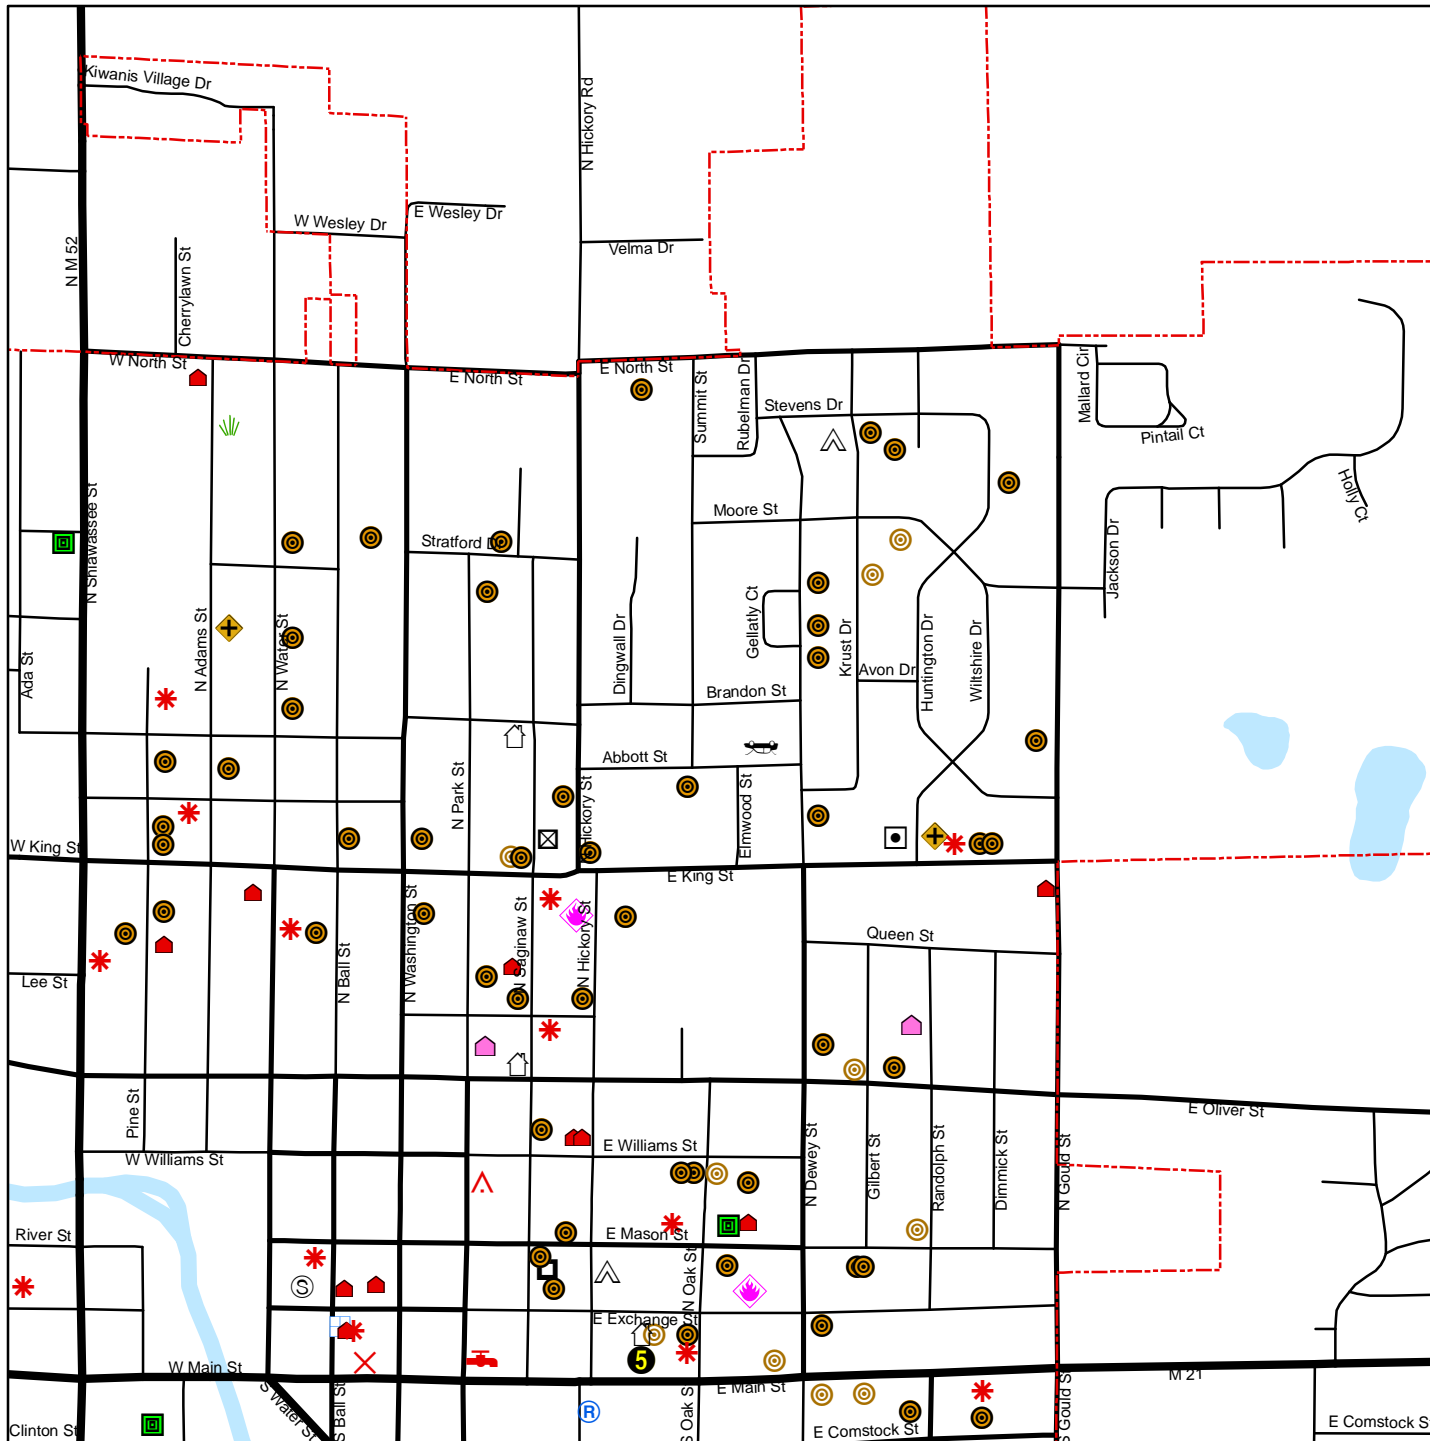 Kiwanis Village Dr
N Hickory Rd
E Wesley Dr
W Wesley Dr
Velma Dr
N M 52
Cherrylawn St
W North St
E North St
E North St
Summit St
Rubelman Dr
Stevens Dr
Mallard Cir
Pintail Ct
Holly Ct
N Shiawassee St
Moore St
Stratford Dr
Jackson Dr
N Adams St
N Water St
Ada St
Dingwall Dr
Gellatly Ct
Krust Dr
Avon Dr
Huntington Dr
Wiltshire Dr
Brandon St
Abbott St
N Park St
N Hickory St
Elmwood St
W King St
E King St
Queen St
N Washington St
N Saginaw St
N Hickory St
N Ball St
Lee St
Pine St
E Oliver St
W Williams St
E Williams St
N Dewey St
Gilbert St
Randolph St
Dimmick St
N Gould St
River St
E Mason St
S
N Oak St
E Exchange St
5
W Main St
E Main St
M 21
S Water St
S Ball St
R
S Oak S
S Gould S
Clinton St
E Comstock St
E Comstock S